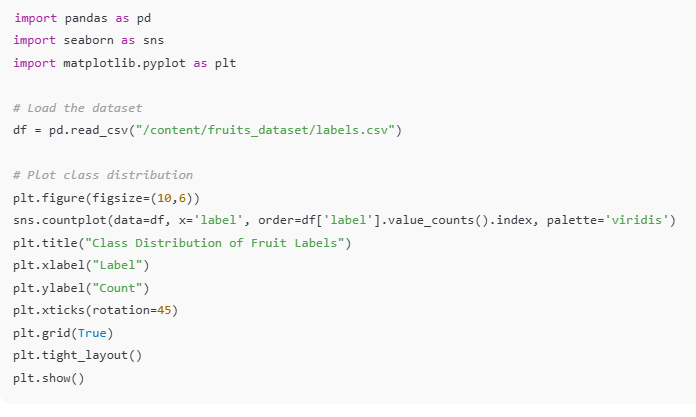 import pandas as pd
import seaborn as sns
import matplotlib.pyplot as plt
# Load the dataset
df = pd.read_csv("/content/fruits_dataset/labels.csv")
# Plot class distribution
plt.figure(figsize=(10,6))
sns.countplot(data=df, x='label', order=df['label'].value_counts().index, palette='viridis')
plt.title("Class Distribution of Fruit Labels")
plt.xlabel("Label")
plt.ylabel("Count")
plt.xticks(rotation=45)
plt.grid(True)
plt.tight_layout()
plt.show()